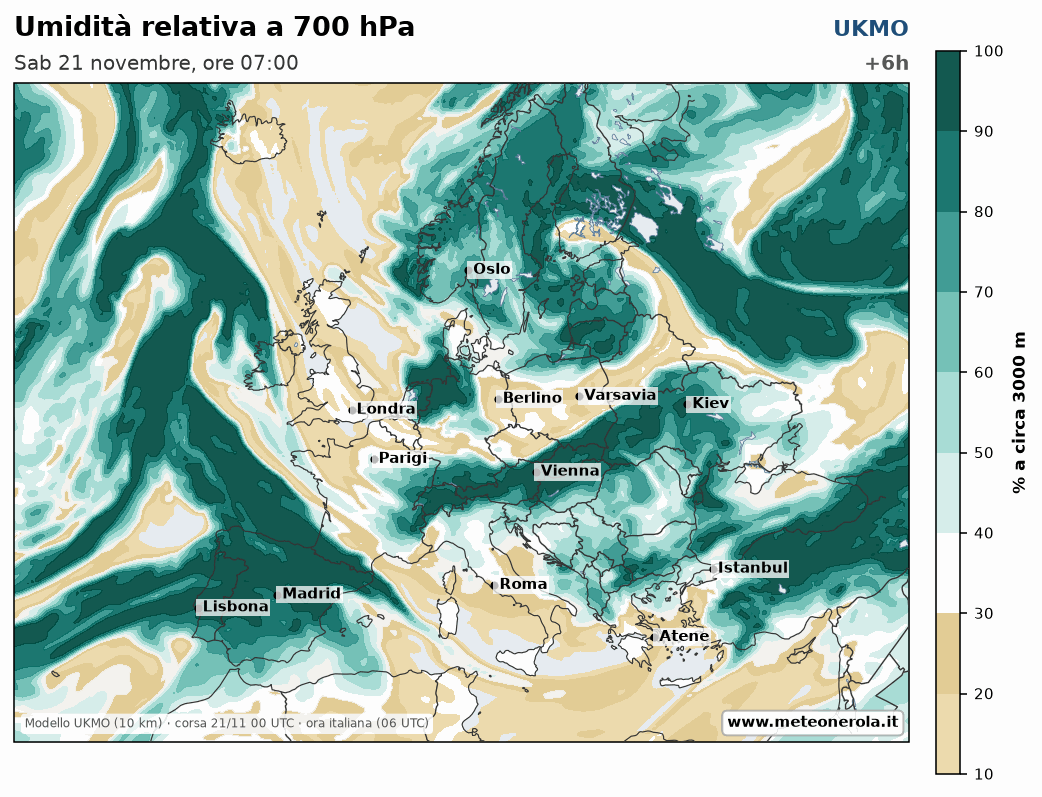 Umidità relativa a 700 hPa
UKMO
Sab 21 novembre, ore 07:00
+6h
100
90
80
70
60
50
40
30
20
10
% a circa 3000 m
Oslo
Londra
Berlino
Varsavia
Kiev
Parigi
Vienna
Istanbul
Roma
Madrid
Lisbona
Atene
Modello UKMO (10 km) · corsa 21/11 00 UTC · ora italiana (06 UTC)
www.meteonerola.it